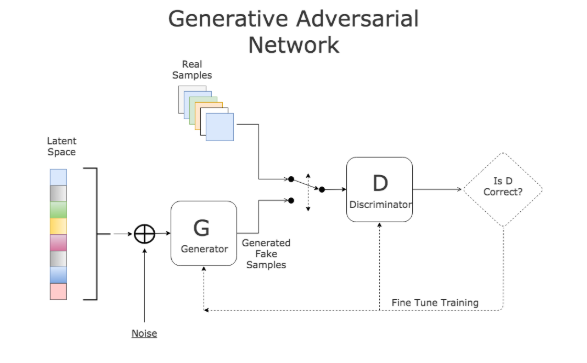 Generative Adversarial
Network
Real
Samples
Latent
Space
G
Generator
Generated
Fake
Samples
D
Discriminator
Is D
Correct?
Fine Tune Training
Noise